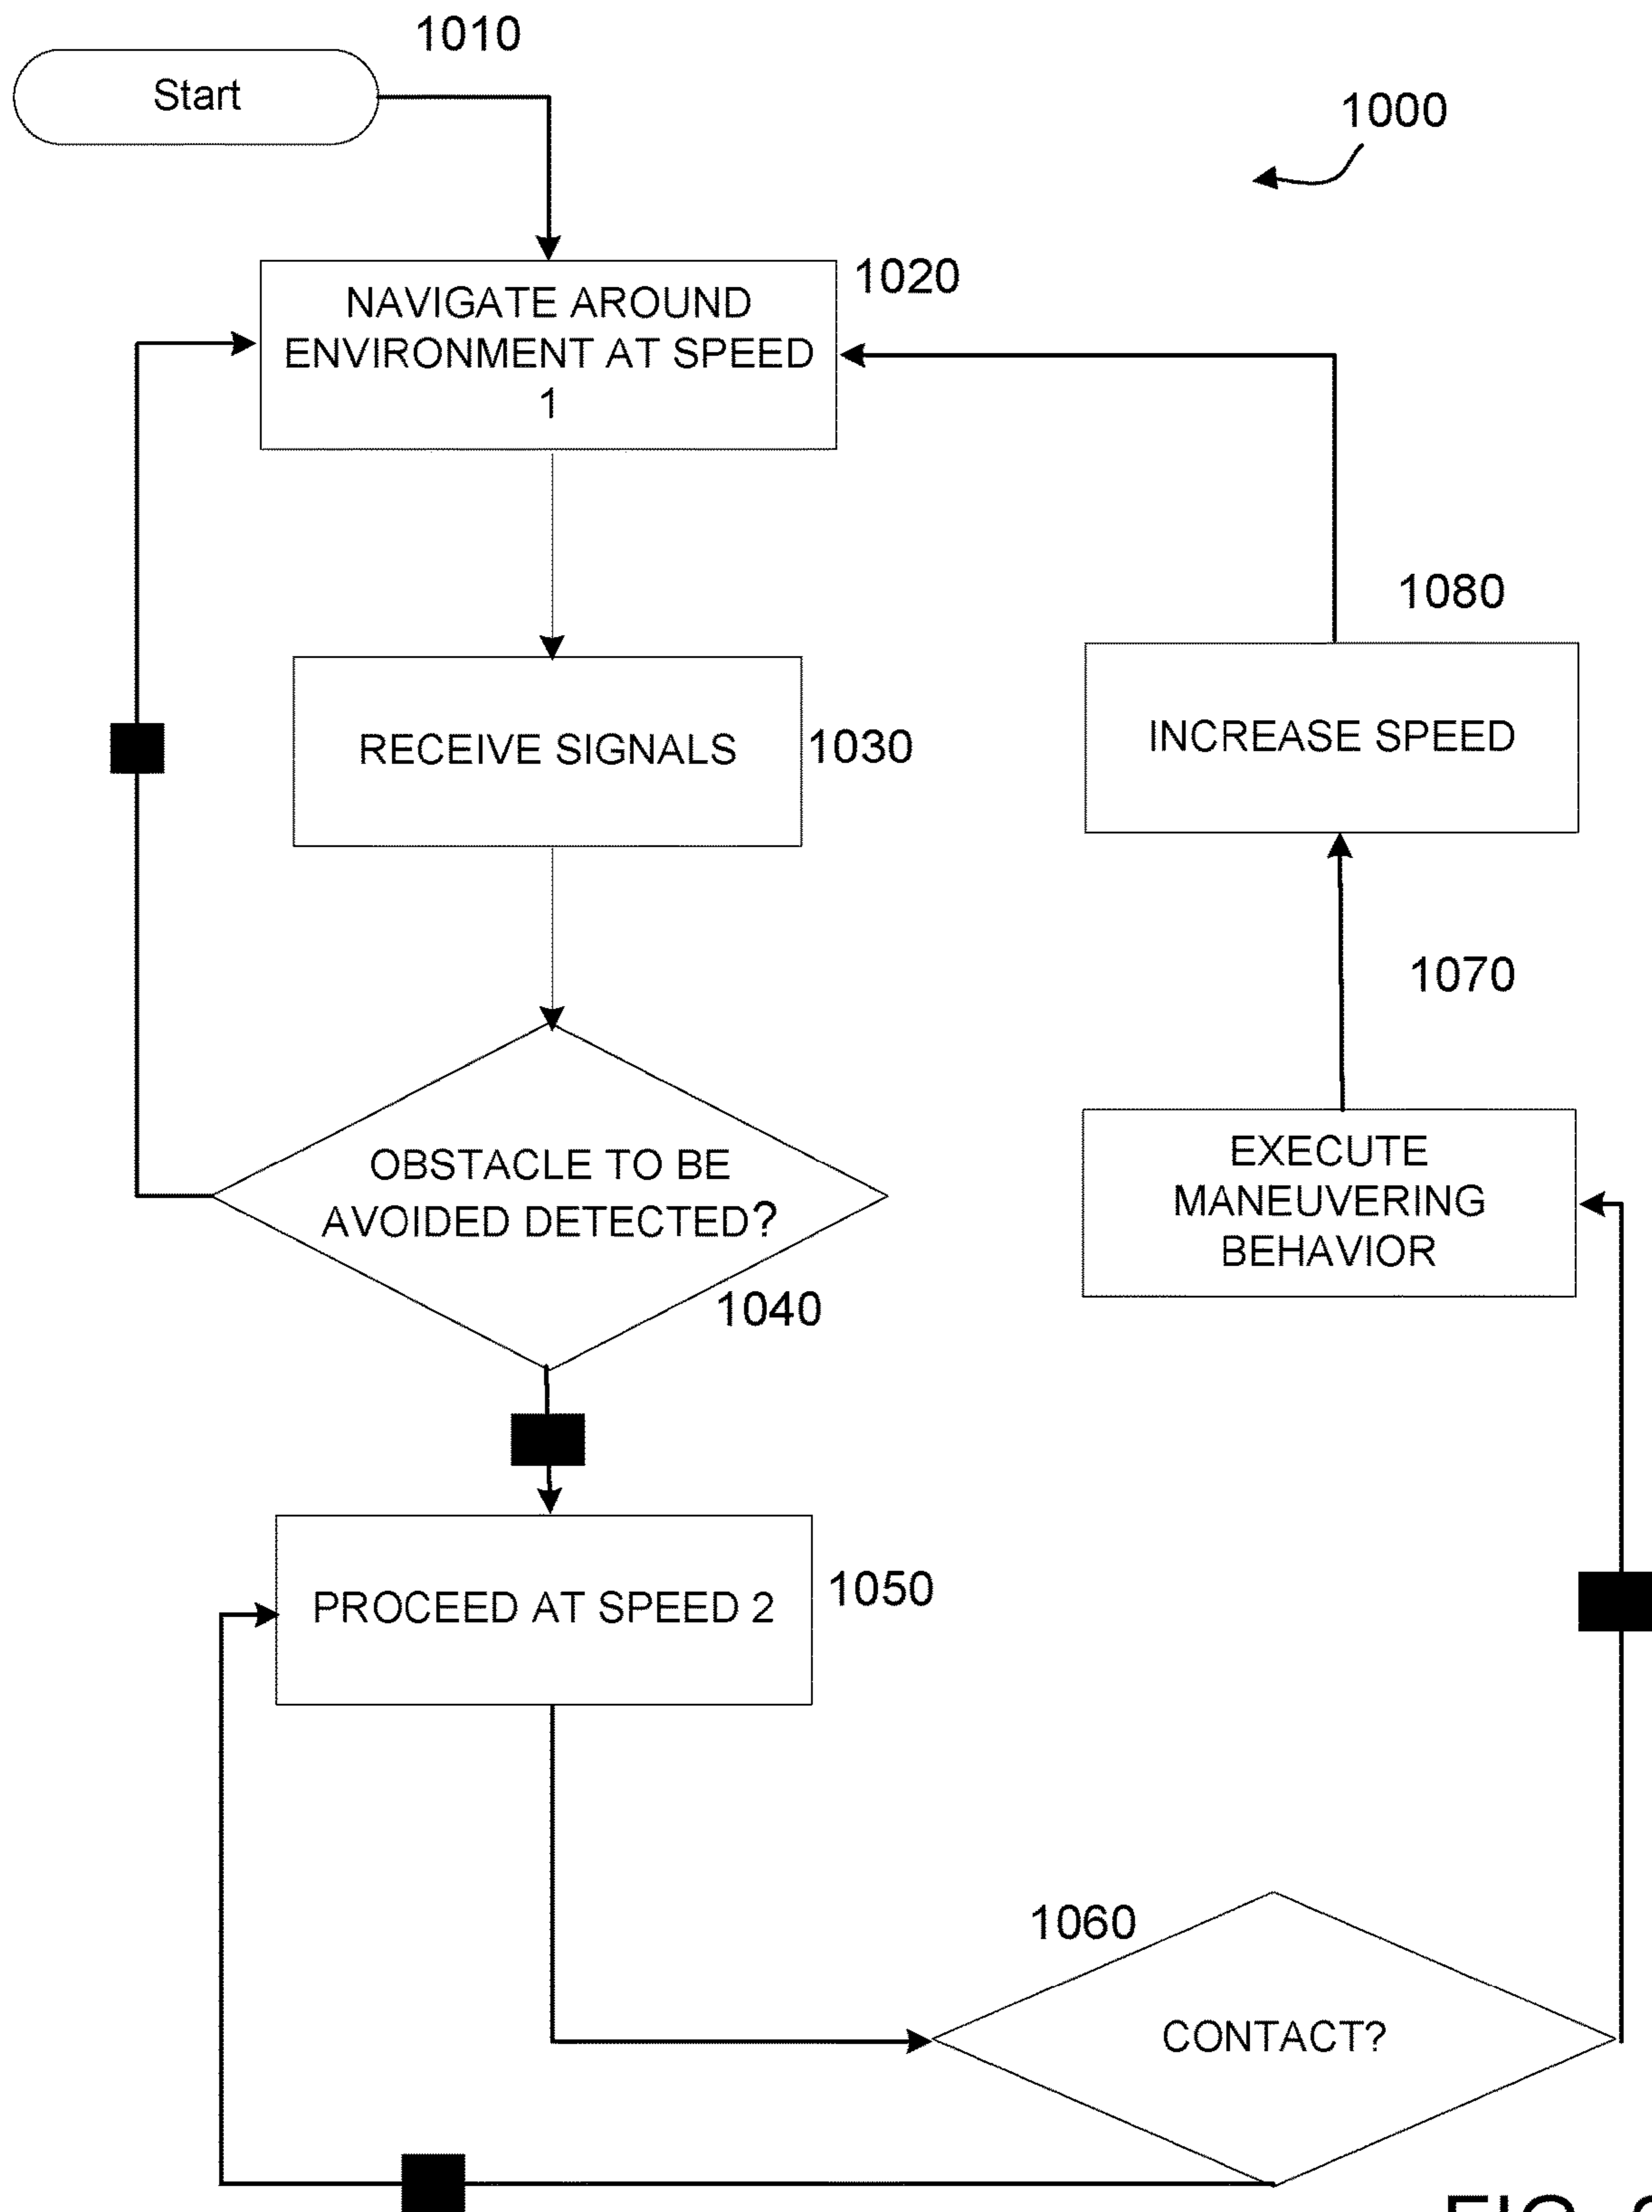 1010
Start
1000
1020
NAVIGATE AROUND
ENVIRONMENT AT SPEED
1
1080
RECEIVE SIGNALS
1030
INCREASE SPEED
1070
OBSTACLE TO BE
AVOIDED DETECTED?
1040
EXECUTE
MANEUVERING
BEHAVIOR
PROCEED AT SPEED 2
1050
1060
CONTACT?